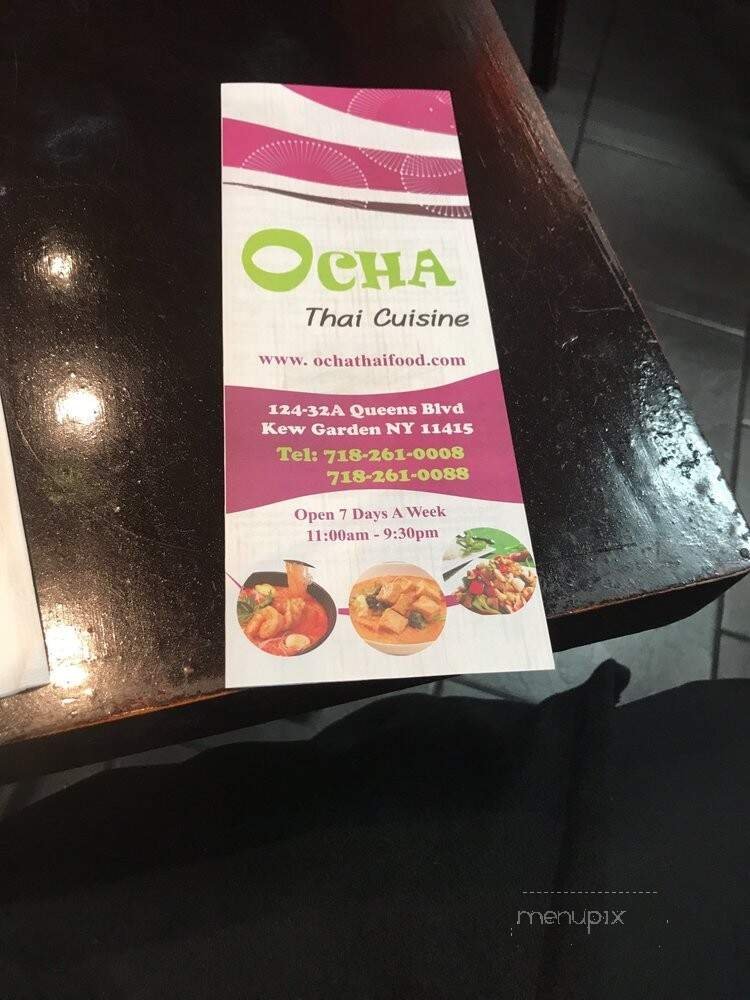 OCHA
Thai Cuisine
www. ochathaifood.com
124-32A Queens Blvd
Kew Garden NY 11415
Tel: 718-261-0008
718-261-0088
Open 7 Days A Week
11:00am - 9:30pm
menupix